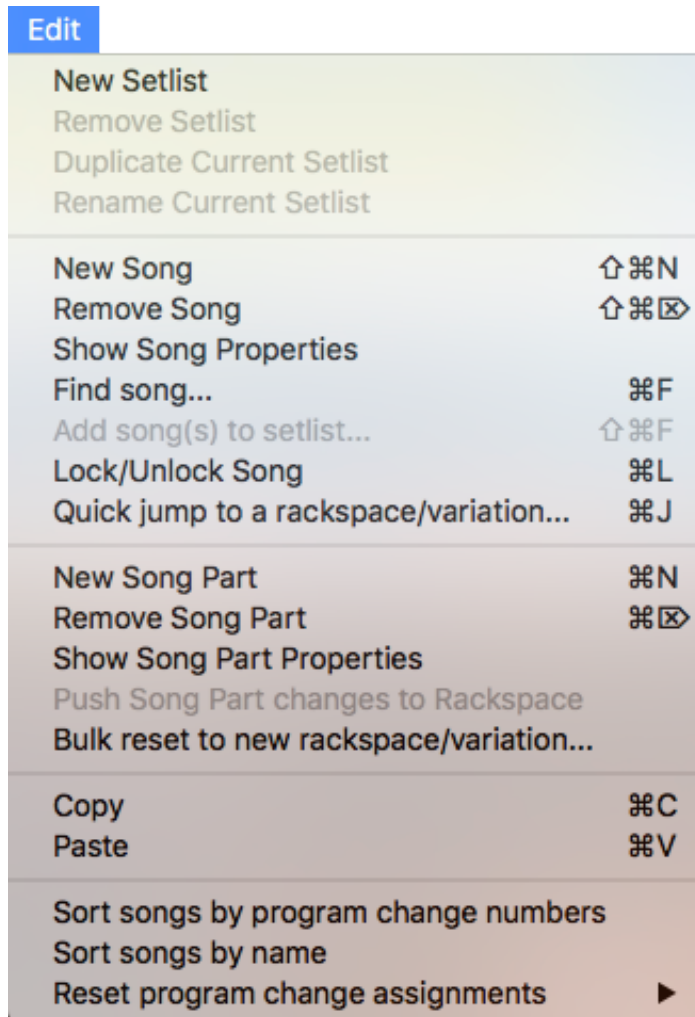 Edit
New Setlist
Remove Setlist
Duplicate Current Setlist
Rename Current Setlist
New Song ⇧⌘N
Remove Song ⇧⌘⌦
Show Song Properties
Find song... ⌘F
Add song(s) to setlist... ⇧⌘F
Lock/Unlock Song ⌘L
Quick jump to a rackspace/variation... ⌘J
New Song Part ⌘N
Remove Song Part ⌘⌦
Show Song Part Properties
Push Song Part changes to Rackspace
Bulk reset to new rackspace/variation...
Copy ⌘C
Paste ⌘V
Sort songs by program change numbers
Sort songs by name
Reset program change assignments ▶